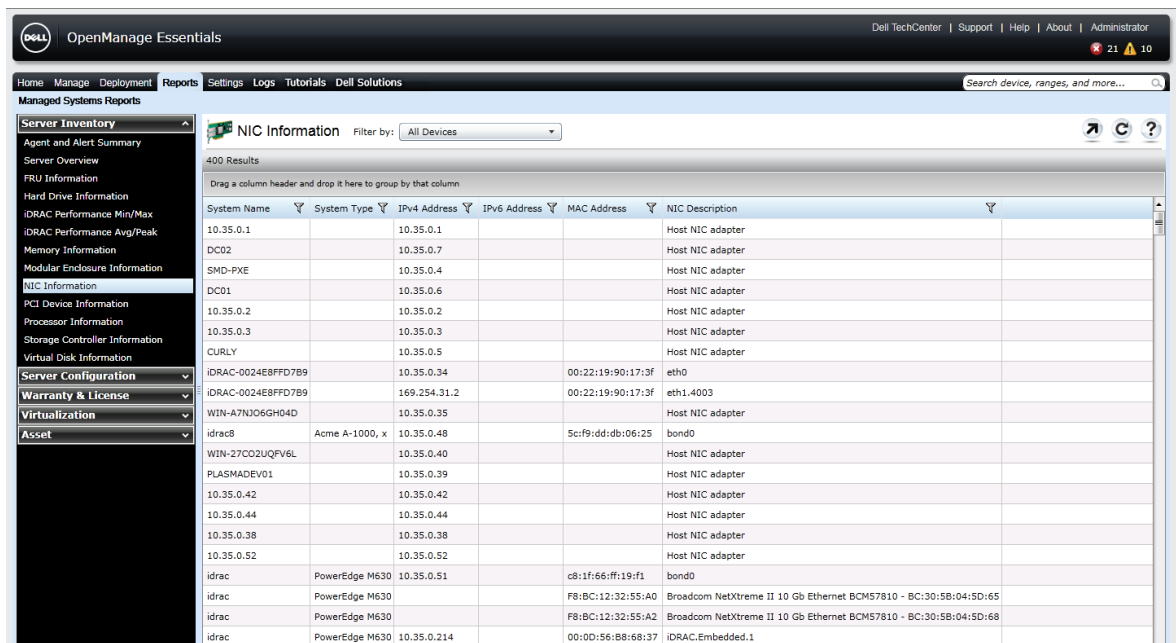 DELL OpenManage Essentials
Dell TechCenter | Support | Help | About | Administrator
21 10
Home Manage Deployment Reports Settings Logs Tutorials Dell Solutions
Search device, ranges, and more...
Managed Systems Reports
Server Inventory
Agent and Alert Summary
Server Overview
FRU Information
Hard Drive Information
iDRAC Performance Min/Max
iDRAC Performance Avg/Peak
Memory Information
Modular Enclosure Information
NIC Information
PCI Device Information
Processor Information
Storage Controller Information
Virtual Disk Information
Server Configuration
Warranty & License
Virtualization
Asset
NIC Information Filter by: All Devices
400 Results
Drag a column header and drop it here to group by that column
System Name System Type IPv4 Address IPv6 Address MAC Address NIC Description
10.35.0.1 10.35.0.1 Host NIC adapter
DC02 10.35.0.7 Host NIC adapter
SMD-PXE 10.35.0.4 Host NIC adapter
DC01 10.35.0.6 Host NIC adapter
10.35.0.2 10.35.0.2 Host NIC adapter
10.35.0.3 10.35.0.3 Host NIC adapter
CURLY 10.35.0.5 Host NIC adapter
iDRAC-0024E8FFD7B9 10.35.0.34 00:22:19:90:17:3f eth0
iDRAC-0024E8FFD7B9 169.254.31.2 00:22:19:90:17:3f eth1.4003
WIN-A7NJO6GH04D 10.35.0.35 Host NIC adapter
idrac8 Acme A-1000, x 10.35.0.48 5c:f9:dd:db:06:25 bond0
WIN-27CO2UQFV6L 10.35.0.40 Host NIC adapter
PLASMADEV01 10.35.0.39 Host NIC adapter
10.35.0.42 10.35.0.42 Host NIC adapter
10.35.0.44 10.35.0.44 Host NIC adapter
10.35.0.38 10.35.0.38 Host NIC adapter
10.35.0.52 10.35.0.52 Host NIC adapter
idrac PowerEdge M630 10.35.0.51 c8:1f:66:ff:19:f1 bond0
idrac PowerEdge M630 F8:BC:12:32:55:A0 Broadcom NetXtreme II 10 Gb Ethernet BCM57810 - BC:30:5B:04:5D:65
idrac PowerEdge M630 F8:BC:12:32:55:A2 Broadcom NetXtreme II 10 Gb Ethernet BCM57810 - BC:30:5B:04:5D:68
idrac PowerEdge M630 10.35.0.214 00:0D:56:B8:68:37 iDRAC.Embedded.1